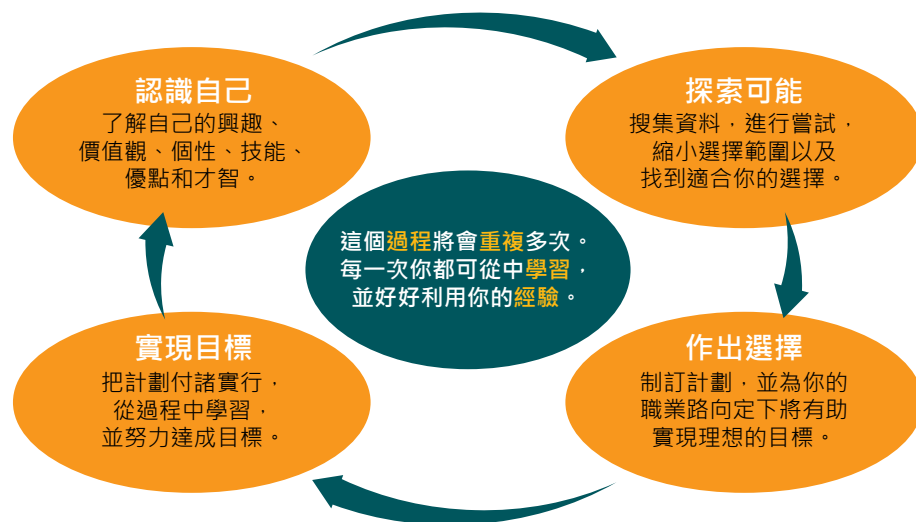 認識自己
了解自己的興趣、
價值觀、個性、技能、
優點和才智。
探索可能
搜集資料，進行嘗試，
縮小選擇範圍以及
找到適合你的選擇。
這個過程將會重複多次。
每一次你都可從中學習，
並好好利用你的經驗。
實現目標
把計劃付諸實行，
從過程中學習，
並努力達成目標。
作出選擇
制訂計劃，並為你的
職業路向定下將有助
實現理想的目標。